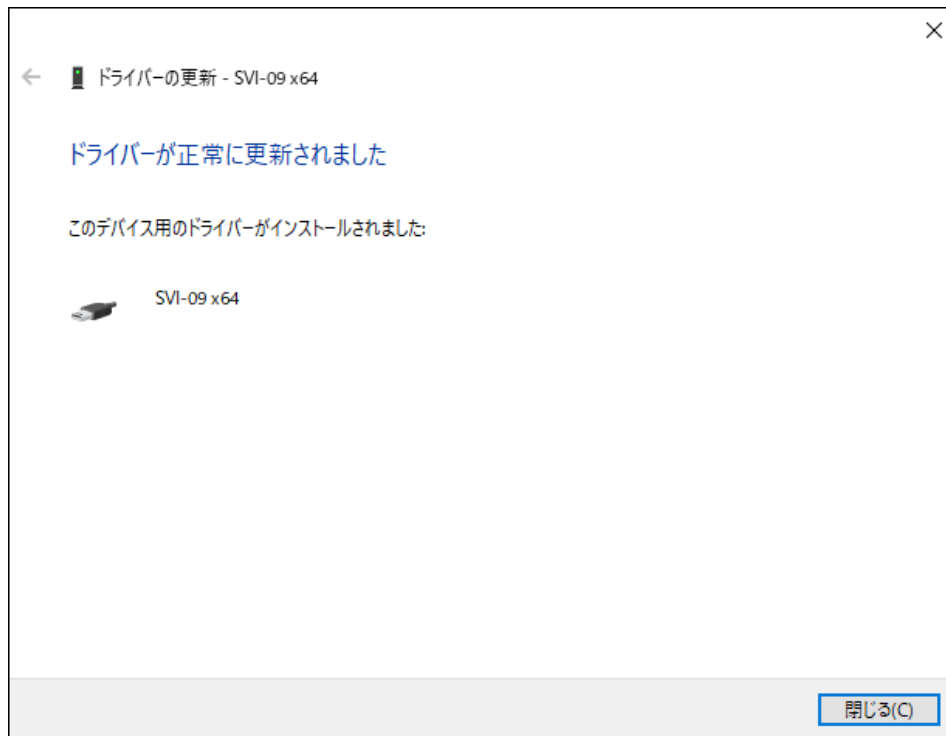 ドライバーの更新 - SVI-09 x64
ドライバーが正常に更新されました
このデバイス用のドライバーがインストールされました:
SVI-09 x64
閉じる(C)